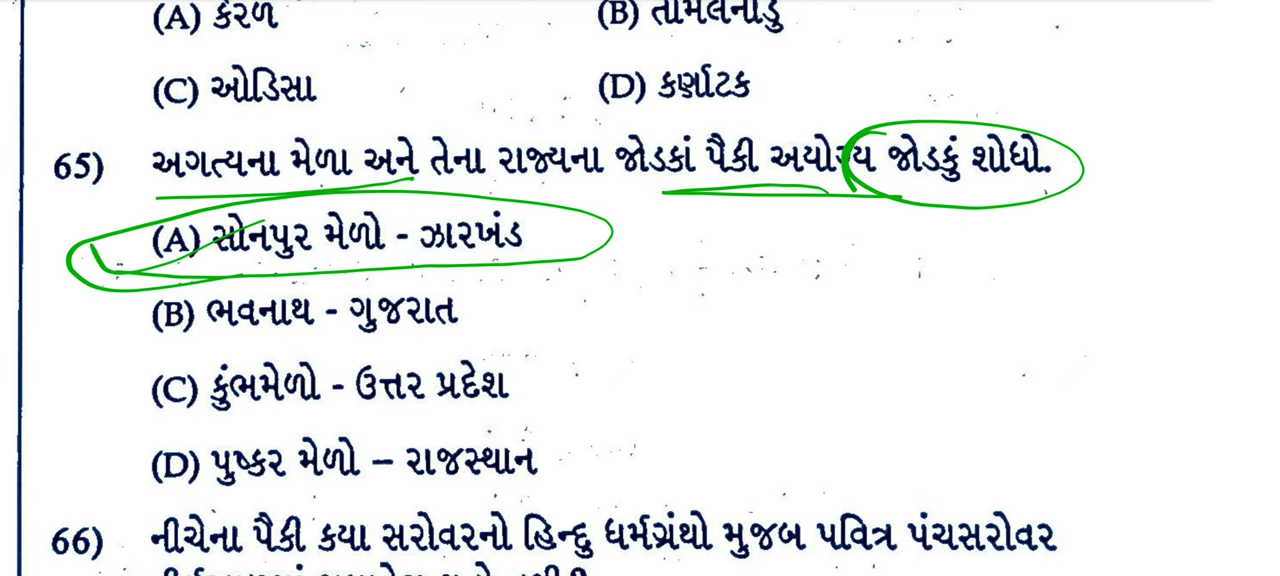 (A) કેરળ (B) તામિલનાડુ
(C) ઓડિસા (D) કર્ણાટક
65) અગત્યના મેળા અને તેના રાજ્યના જોડકાં પૈકી અયોગ્ય જોડકું શોધો.
(A) સોનપુર મેળો - ઝારખંડ
(B) ભવનાથ - ગુજરાત
(C) કુંભમેળો - ઉત્તર પ્રદેશ
(D) પુષ્કર મેળો – રાજસ્થાન
66) નીચેના પૈકી કયા સરોવરનો હિન્દુ ધર્મગ્રંથો મુજબ પવિત્ર પંચસરોવર